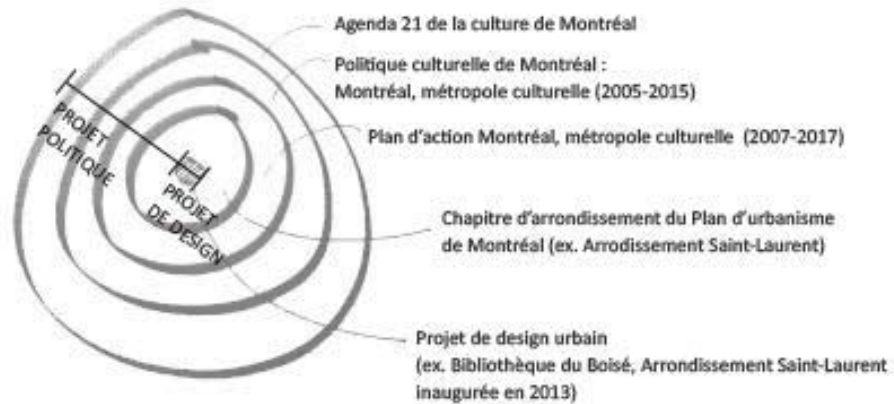 Agenda 21 de la culture de Montréal
Politique culturelle de Montréal :
Montréal, métropole culturelle (2005-2015)
Plan d'action Montréal, métropole culturelle (2007-2017)
PROJET
POLITIQUE
PROJET
DE DESIGN
Chapitre d'arrondissement du Plan d'urbanisme
de Montréal (ex. Arrodissement Saint-Laurent)
Projet de design urbain
(ex. Bibliothèque du Boisé, Arrondissement Saint-Laurent
inaugurée en 2013)